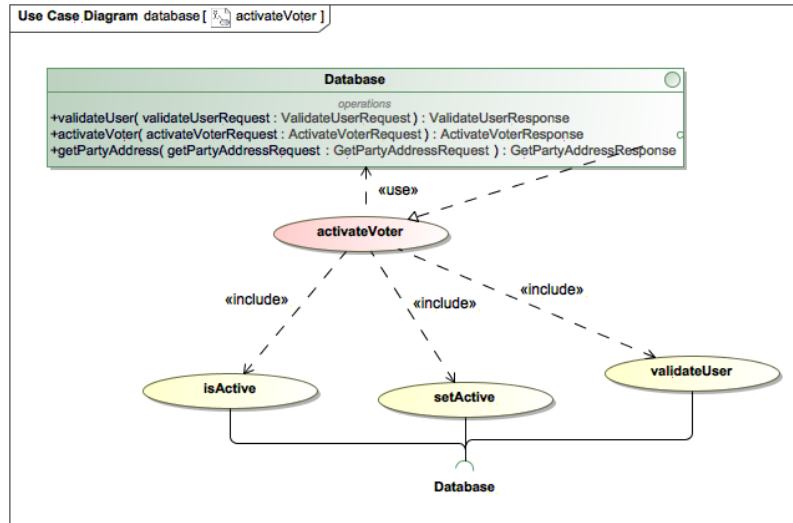 Use Case Diagram database [ activateVoter ]
Database
operations
+validateUser( validateUserRequest : ValidateUserRequest ) : ValidateUserResponse
+activateVoter( activateVoterRequest : ActivateVoterRequest ) : ActivateVoterResponse
+getPartyAddress( getPartyAddressRequest : GetPartyAddressRequest ) : GetPartyAddressResponse
«use»
activateVoter
«include»
«include»
«include»
isActive
setActive
validateUser
Database